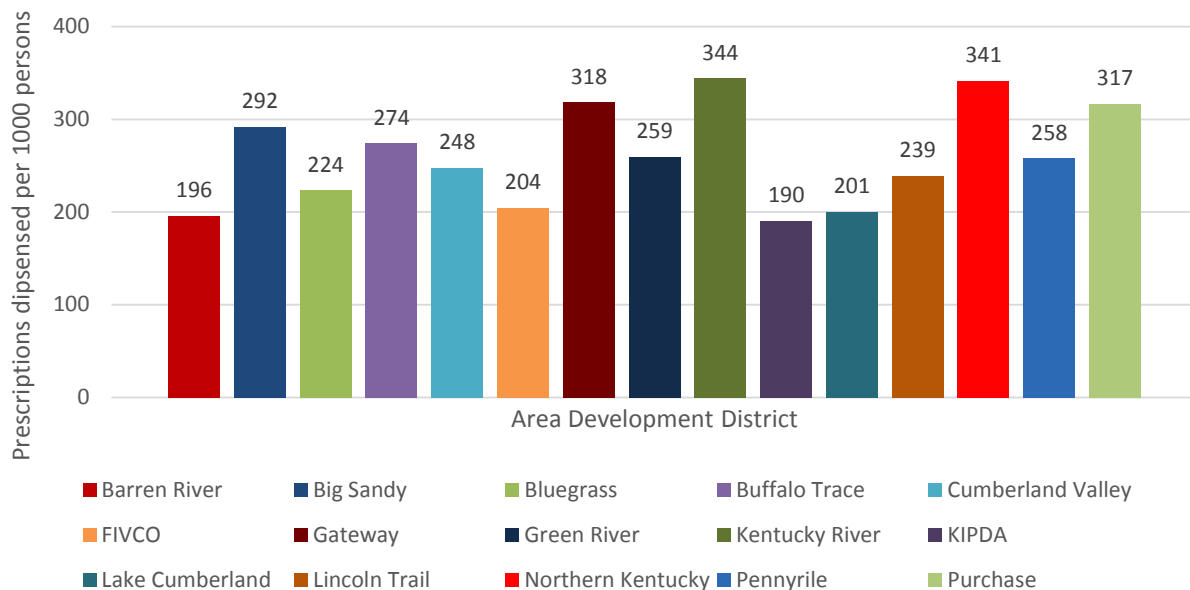 Prescriptions dipsensed per 1000 persons
400
300
200
100
0
196
292
224
274
248
204
318
259
344
190
201
239
341
258
317
Area Development District
Barren River
Big Sandy
Bluegrass
Buffalo Trace
Cumberland Valley
FIVCO
Gateway
Green River
Kentucky River
KIPDA
Lake Cumberland
Lincoln Trail
Northern Kentucky
Pennyrile
Purchase